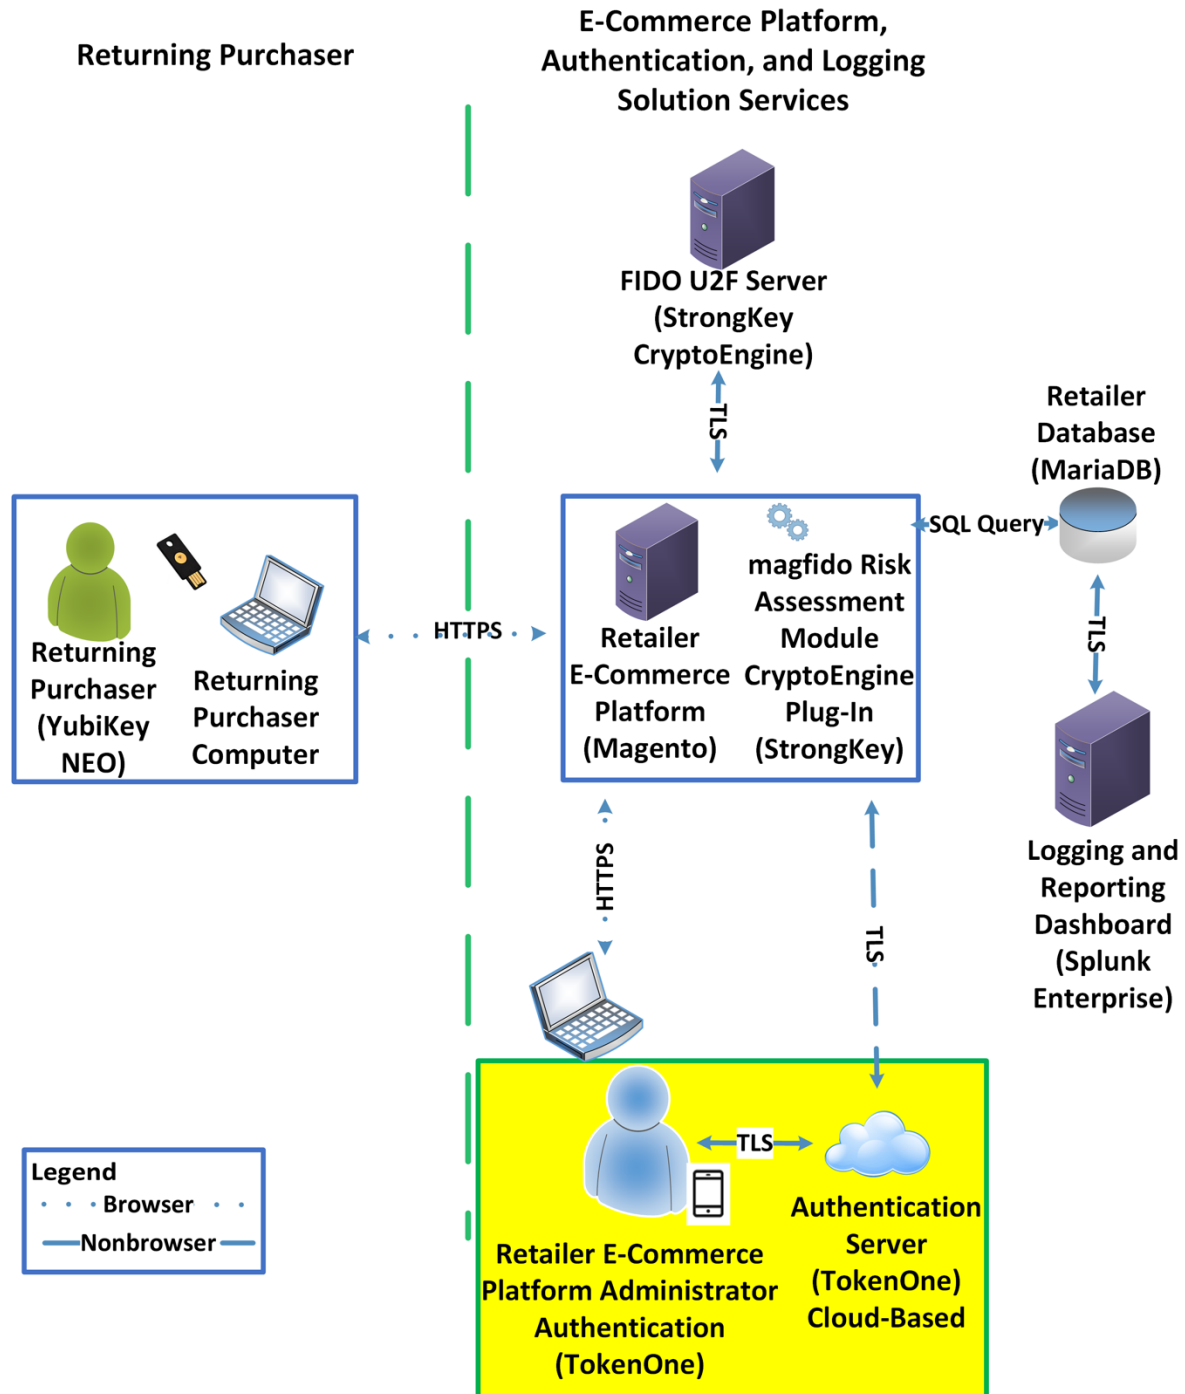 Returning Purchaser
E-Commerce Platform,
Authentication, and Logging
Solution Services
FIDO U2F Server
(StrongKey
CryptoEngine)
TLS
Retailer
Database
(MariaDB)
SQL Query
TLS
Returning
Purchaser
(YubiKey
NEO)
Returning
Purchaser
Computer
HTTPS
Retailer
E-Commerce
Platform
(Magento)
magfido Risk
Assessment
Module
CryptoEngine
Plug-In
(StrongKey)
Logging and
Reporting
Dashboard
(Splunk
Enterprise)
HTTPS
TLS
TLS
Retailer E-Commerce
Platform Administrator
Authentication
(TokenOne)
Authentication
Server
(TokenOne)
Cloud-Based
Legend
Browser
Nonbrowser